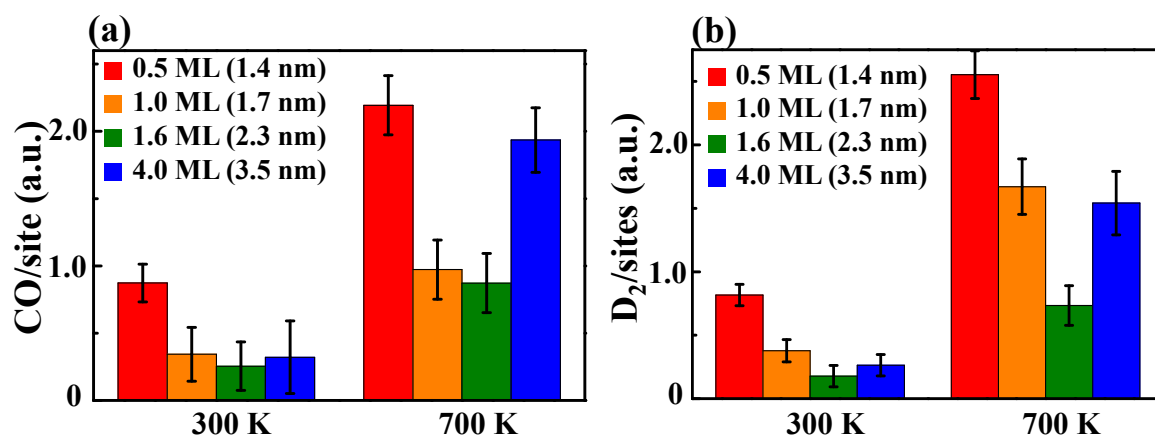 (a)
0.5 ML (1.4 nm)
1.0 ML (1.7 nm)
1.6 ML (2.3 nm)
4.0 ML (3.5 nm)
CO/site (a.u.)
2.0
1.0
0
300 K
700 K
(b)
0.5 ML (1.4 nm)
1.0 ML (1.7 nm)
1.6 ML (2.3 nm)
4.0 ML (3.5 nm)
D₂/sites (a.u.)
2.0
1.0
0
300 K
700 K